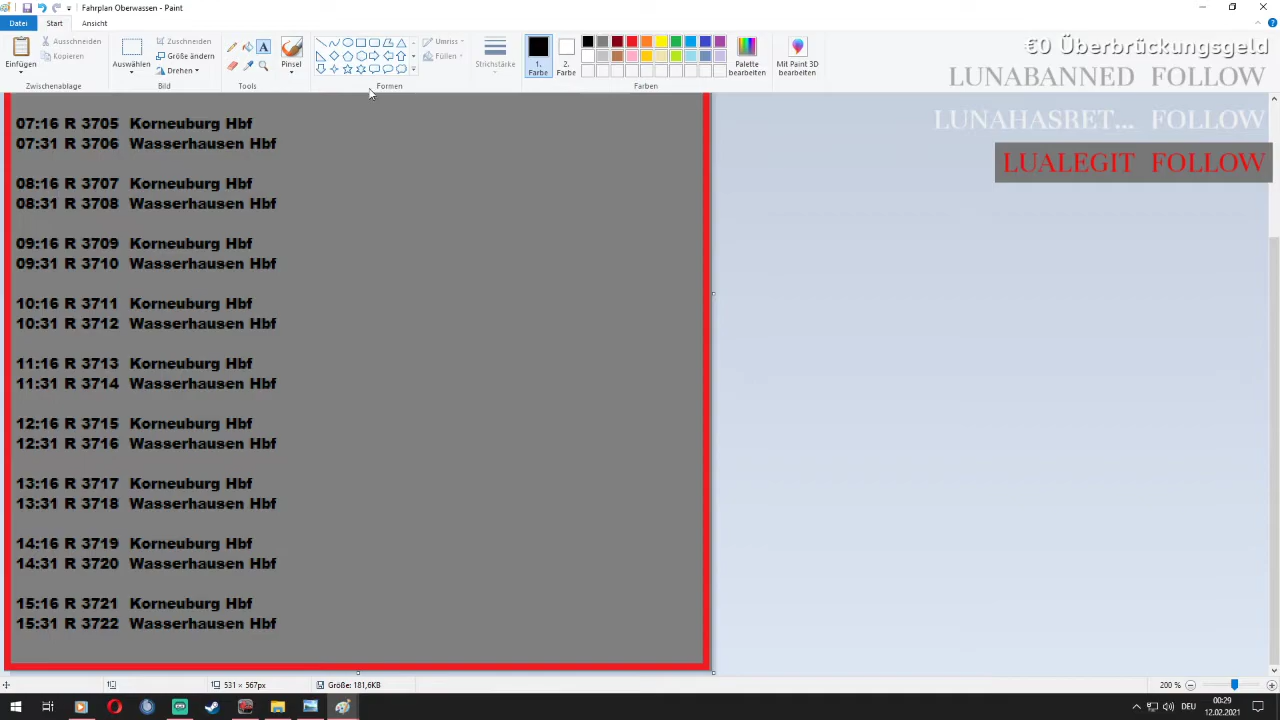 Fahrplan Oberwassen - Paint
Datei Start Ansicht
Einfügen
Ausschneiden
Kopieren
Zwischenablage
Auswählen
Zuschneiden
Größe ändern
Drehen
Bild
Tools
Pinsel
Umriss
Füllen
Formen
Strichstärke
1. Farbe
2. Farbe
Palette bearbeiten
Farben
Mit Paint 3D bearbeiten
€0 Überbrückungsgeld
LUNABANNED FOLLOW
LUNAHASRET... FOLLOW
LUALEGIT FOLLOW
07:16 R 3705 Korneuburg Hbf
07:31 R 3706 Wasserhausen Hbf
08:16 R 3707 Korneuburg Hbf
08:31 R 3708 Wasserhausen Hbf
09:16 R 3709 Korneuburg Hbf
09:31 R 3710 Wasserhausen Hbf
10:16 R 3711 Korneuburg Hbf
10:31 R 3712 Wasserhausen Hbf
11:16 R 3713 Korneuburg Hbf
11:31 R 3714 Wasserhausen Hbf
12:16 R 3715 Korneuburg Hbf
12:31 R 3716 Wasserhausen Hbf
13:16 R 3717 Korneuburg Hbf
13:31 R 3718 Wasserhausen Hbf
14:16 R 3719 Korneuburg Hbf
14:31 R 3720 Wasserhausen Hbf
15:16 R 3721 Korneuburg Hbf
15:31 R 3722 Wasserhausen Hbf
531 × 567px
Größe: 181,6KB
200 %
DEU
00:29
12.02.2021